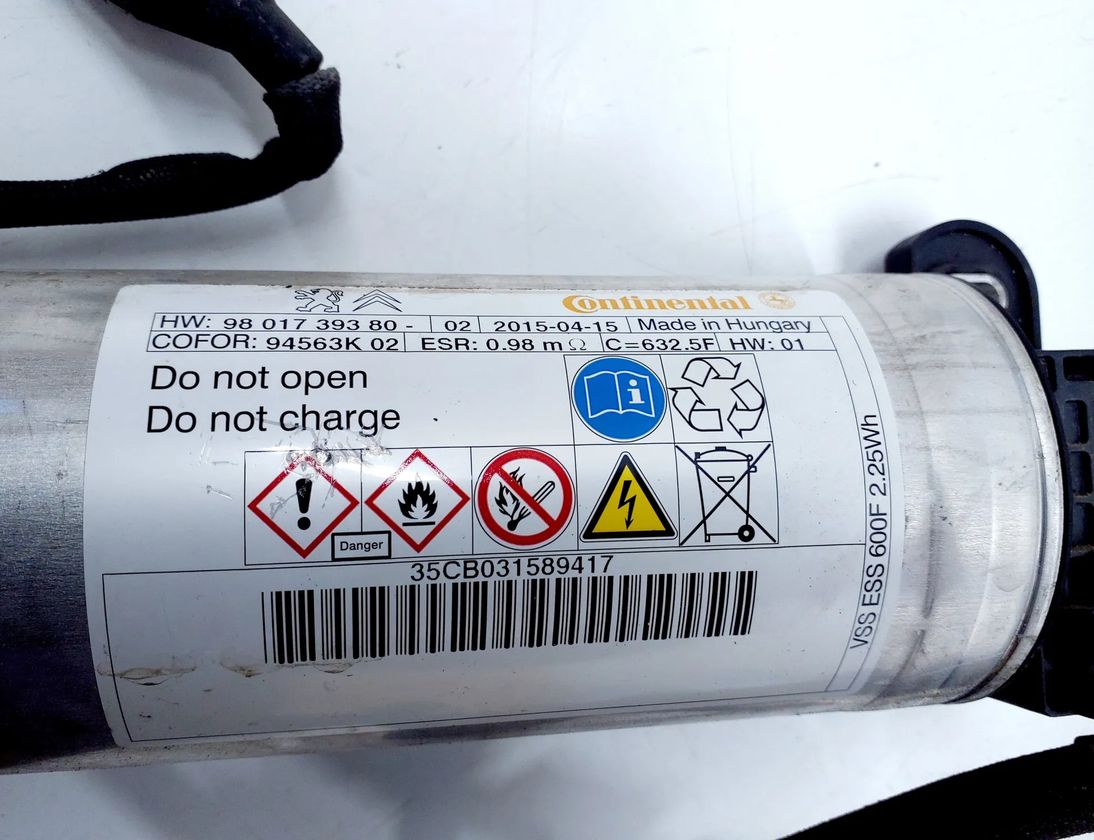 Continental
HW: 98 017 393 80 - 02 2015-04-15 Made in Hungary
COFOR: 94563K 02 ESR: 0.98 m Ω C=632.5F HW: 01
Do not open
Do not charge
Danger
35CB031589417
VSS ESS 600F 2.25Wh